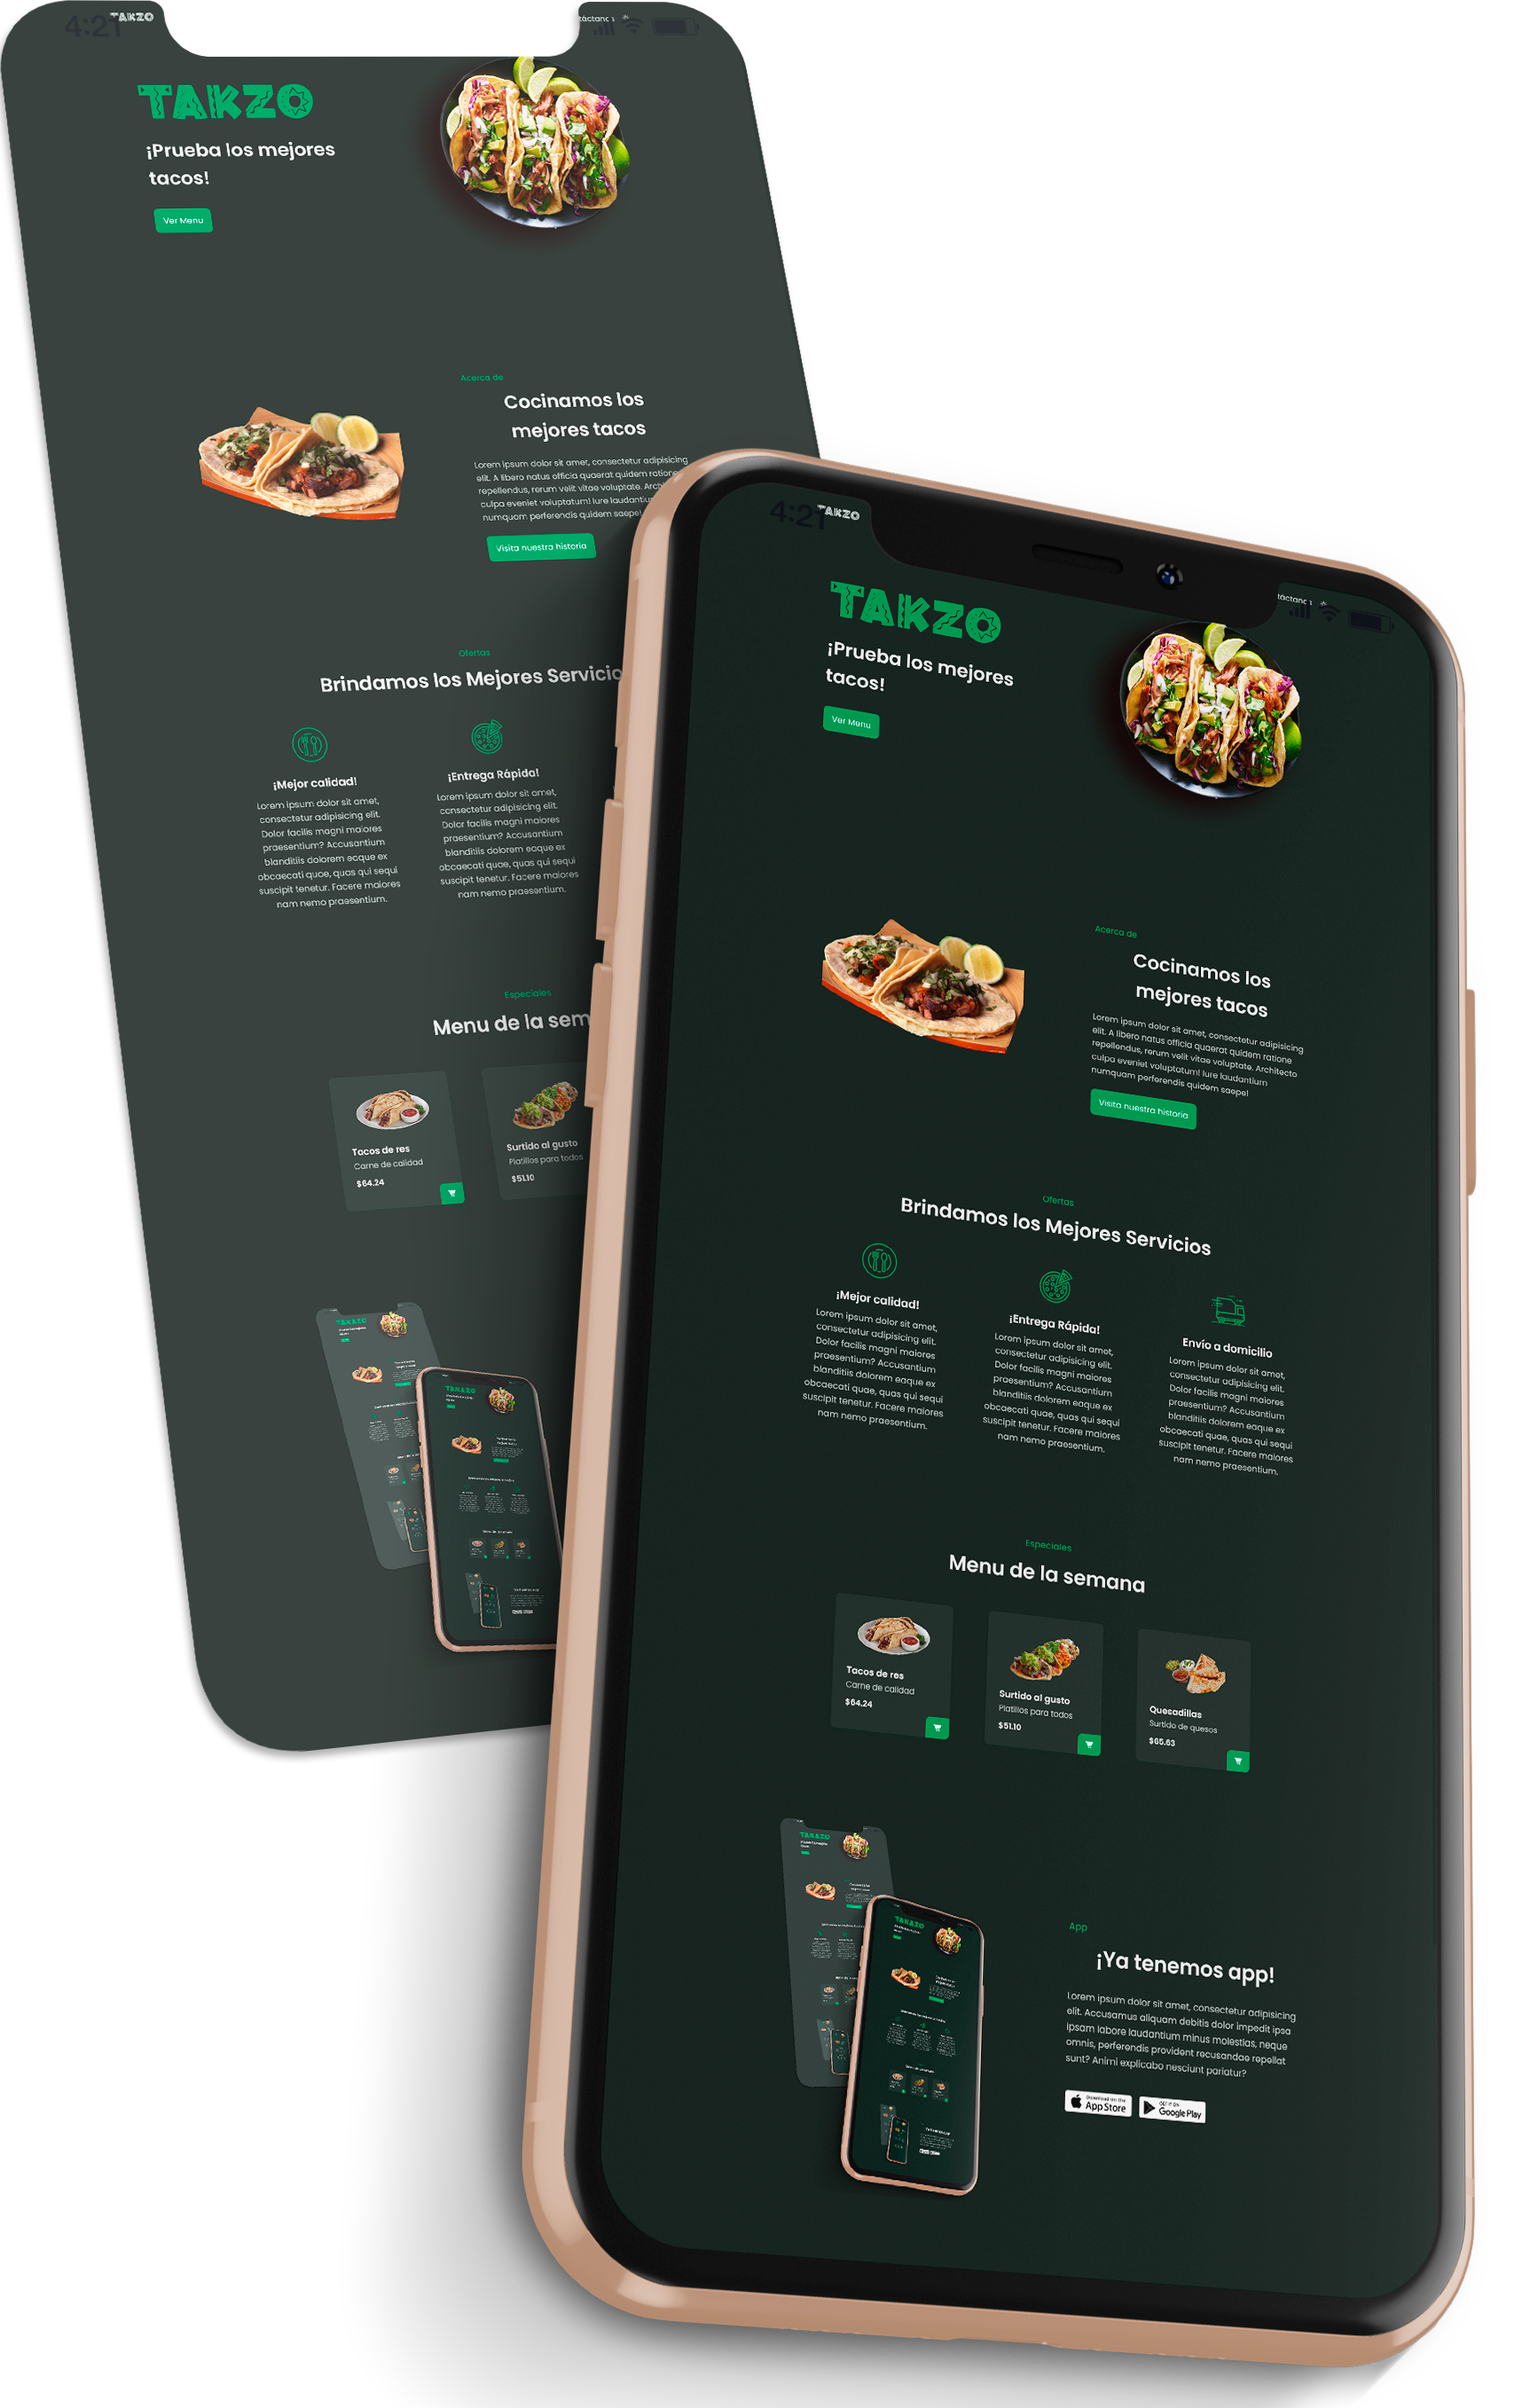 4:21
TAKZO
táctanos
TAKZO
¡Prueba los mejores
tacos!
Ver Menu
Acerca de
Cocinamos los
mejores tacos
Lorem ipsum dolor sit amet, consectetur adipisicing
elit. A libero natus officia quaerat quidem ratione
repellendus, rerum velit vitae voluptate. Arch
culpa eveniet voluptatum! Iure laudantiu
numquam perferendis quidem saepe!
Visita nuestra historia
Ofertas
Brindamos los Mejores Servicio
¡Mejor calidad!
Lorem ipsum dolor sit amet,
consectetur adipisicing elit.
Dolor facilis magni maiores
praesentium? Accusantium
blanditiis dolorem eaque ex
obcaecati quae, quas qui sequi
suscipit tenetur. Facere maiores
nam nemo praesentium.
¡Entrega Rápida!
Lorem ipsum dolor sit amet,
consectetur adipisicing elit.
Dolor facilis magni maiores
praesentium? Accusantium
blanditiis dolorem eaque ex
obcaecati quae, quas qui sequi
suscipit tenetur. Facere maiores
nam nemo praesentium.
Especiales
Menu de la sem
Tacos de res
Carne de calidad
$64.24
Surtido al gusto
Platillos para todos
$51.10
4:21
TAKZO
táctanos
TAKZO
¡Prueba los mejores
tacos!
Ver Menu
Acerca de
Cocinamos los
mejores tacos
Lorem ipsum dolor sit amet, consectetur adipisicing
elit. A libero natus officia quaerat quidem ratione
repellendus, rerum velit vitae voluptate. Architecto
culpa eveniet voluptatum! Iure laudantium
numquam perferendis quidem saepe!
Visita nuestra historia
Ofertas
Brindamos los Mejores Servicios
¡Mejor calidad!
Lorem ipsum dolor sit amet,
consectetur adipisicing elit.
Dolor facilis magni maiores
praesentium? Accusantium
blanditiis dolorem eaque ex
obcaecati quae, quas qui sequi
suscipit tenetur. Facere maiores
nam nemo praesentium.
¡Entrega Rápida!
Lorem ipsum dolor sit amet,
consectetur adipisicing elit.
Dolor facilis magni maiores
praesentium? Accusantium
blanditiis dolorem eaque ex
obcaecati quae, quas qui sequi
suscipit tenetur. Facere maiores
nam nemo praesentium.
Envío a domicilio
Lorem ipsum dolor sit amet,
consectetur adipisicing elit.
Dolor facilis magni maiores
praesentium? Accusantium
blanditiis dolorem eaque ex
obcaecati quae, quas qui sequi
suscipit tenetur. Facere maiores
nam nemo praesentium.
Especiales
Menu de la semana
Tacos de res
Carne de calidad
$64.24
Surtido al gusto
Platillos para todos
$51.10
Quesadillas
Surtido de quesos
$65.63
App
¡Ya tenemos app!
Lorem ipsum dolor sit amet, consectetur adipisicing
elit. Accusamus aliquam debitis dolor impedit ipsa
ipsam labore laudantium minus molestias, neque
omnis, perferendis provident recusandae repellat
sunt? Animi explicabo nesciunt pariatur?
Download on the
App Store
GET IT ON
Google Play